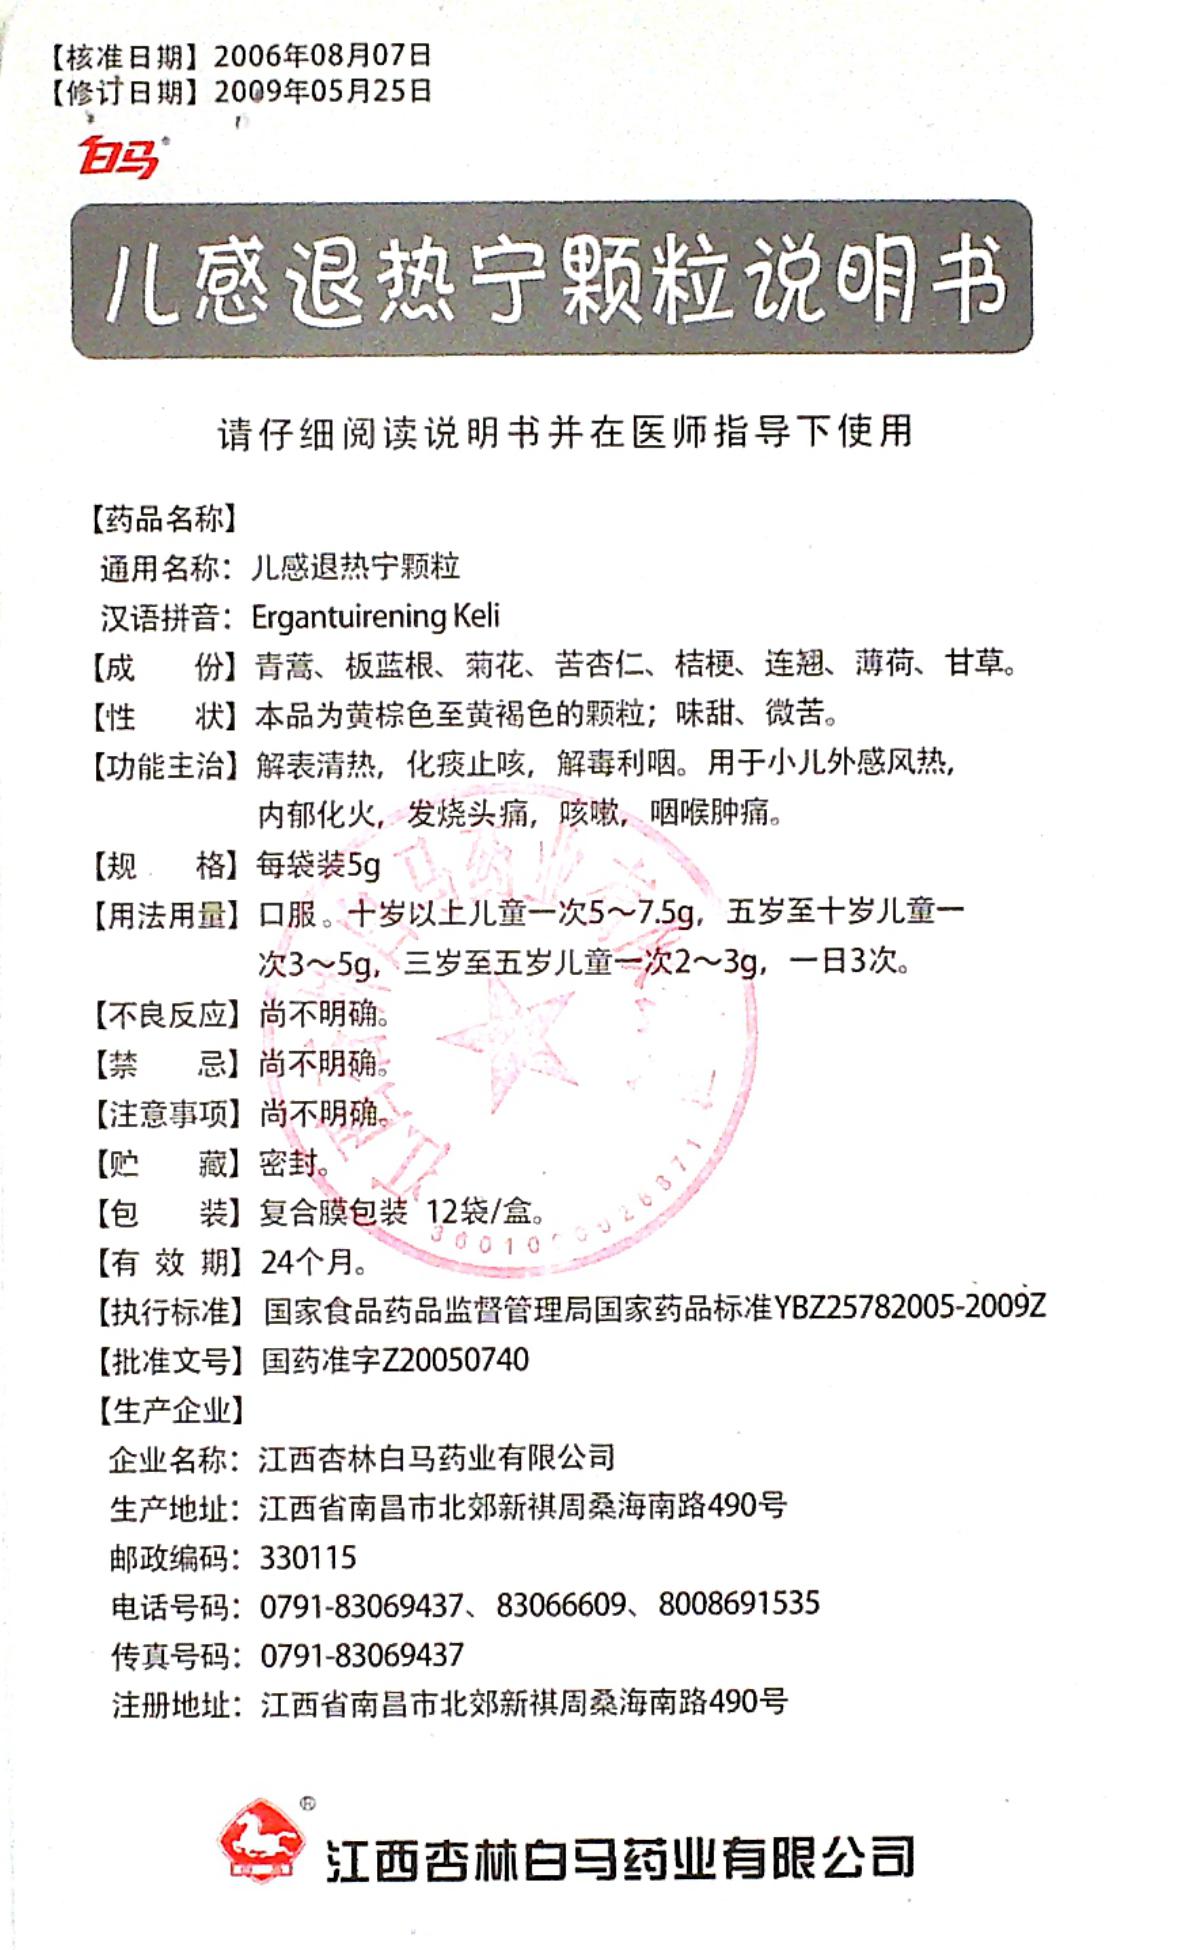 【核准日期】2006年08月07日
【修订日期】2009年05月25日
白马®
儿感退热宁颗粒说明书
请仔细阅读说明书并在医师指导下使用
【药品名称】
通用名称：儿感退热宁颗粒
汉语拼音：Ergantuirening Keli
【成 份】青蒿、板蓝根、菊花、苦杏仁、桔梗、连翘、薄荷、甘草。
【性 状】本品为黄棕色至黄褐色的颗粒；味甜、微苦。
【功能主治】解表清热，化痰止咳，解毒利咽。用于小儿外感风热，
内郁化火，发烧头痛，咳嗽，咽喉肿痛。
【规 格】每袋装5g
【用法用量】口服。十岁以上儿童一次5～7.5g，五岁至十岁儿童一
次3～5g，三岁至五岁儿童一次2～3g，一日3次。
【不良反应】尚不明确。
【禁 忌】尚不明确。
【注意事项】尚不明确。
【贮 藏】密封。
【包 装】复合膜包装 12袋/盒。
【有 效 期】24个月。
【执行标准】国家食品药品监督管理局国家药品标准YBZ25782005-2009Z
【批准文号】国药准字Z20050740
【生产企业】
企业名称：江西杏林白马药业有限公司
生产地址：江西省南昌市北郊新祺周桑海南路490号
邮政编码：330115
电话号码：0791-83069437、83066609、8008691535
传真号码：0791-83069437
注册地址：江西省南昌市北郊新祺周桑海南路490号
®
江西杏林白马药业有限公司